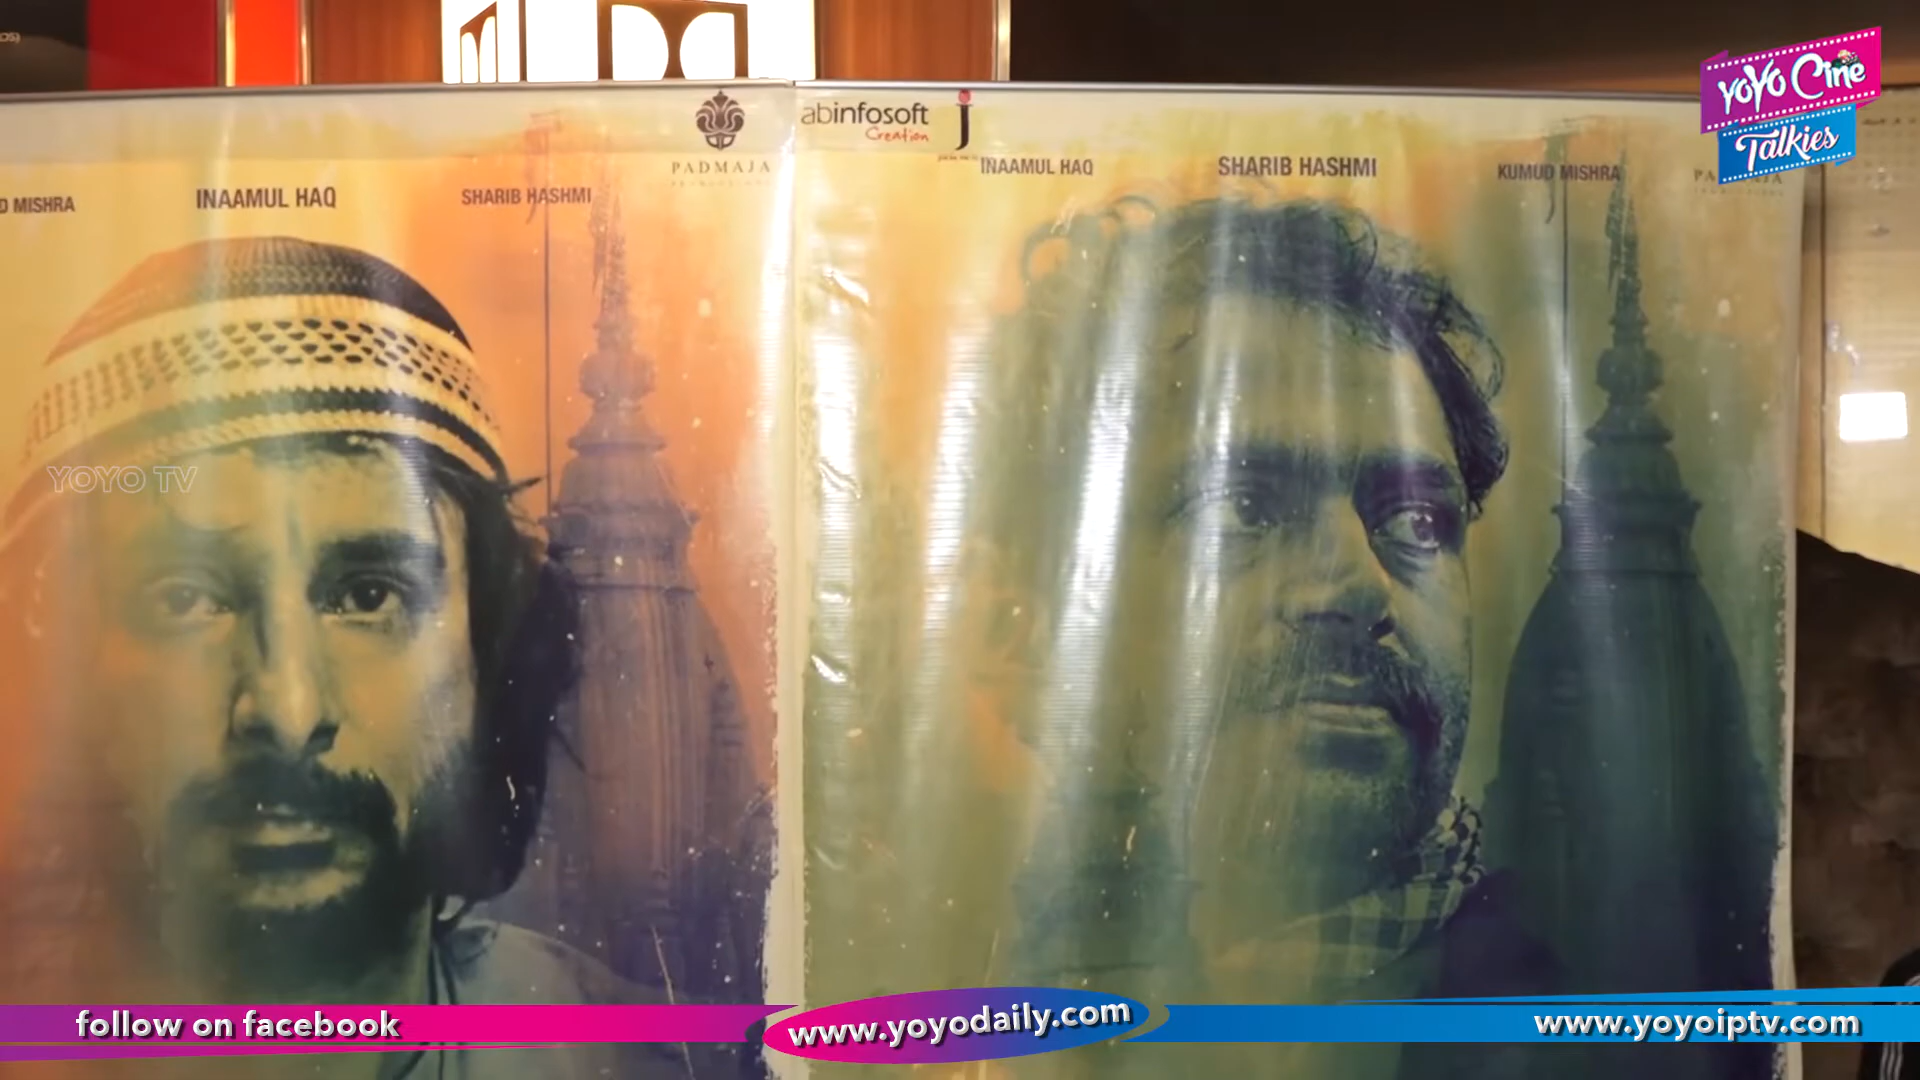 YOYO Cine
Talkies
PADMAJA
abinfosoft
Creation
D MISHRA
INAAMUL HAQ
SHARIB HASHMI
INAAMUL HAQ
SHARIB HASHMI
KUMUD MISHRA
YOYO TV
follow on facebook
www.yoyodaily.com
www.yoyoiptv.com